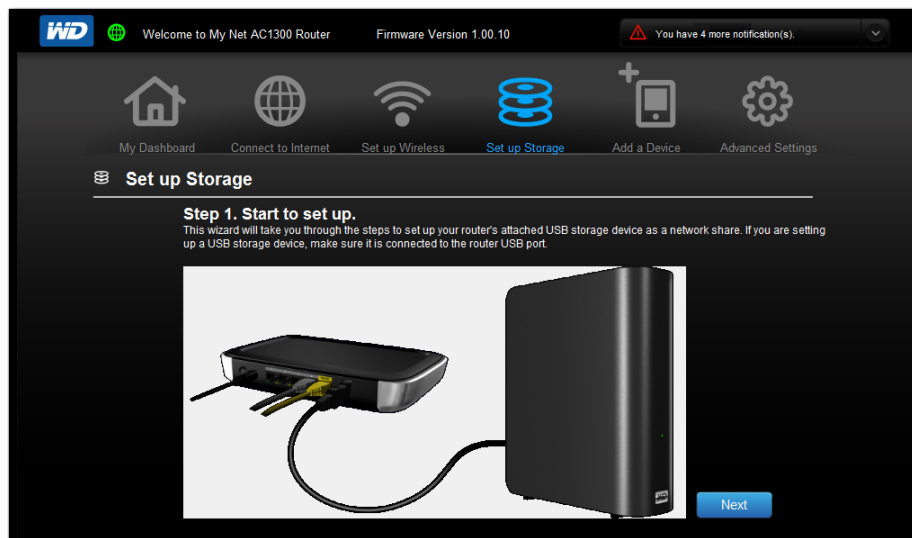 WD
Welcome to My Net AC1300 Router
Firmware Version 1.00.10
You have 4 more notification(s).
My Dashboard
Connect to Internet
Set up Wireless
Set up Storage
Add a Device
Advanced Settings
Set up Storage
Step 1. Start to set up.
This wizard will take you through the steps to set up your router's attached USB storage device as a network share. If you are setting
up a USB storage device, make sure it is connected to the router USB port.
WD
Next